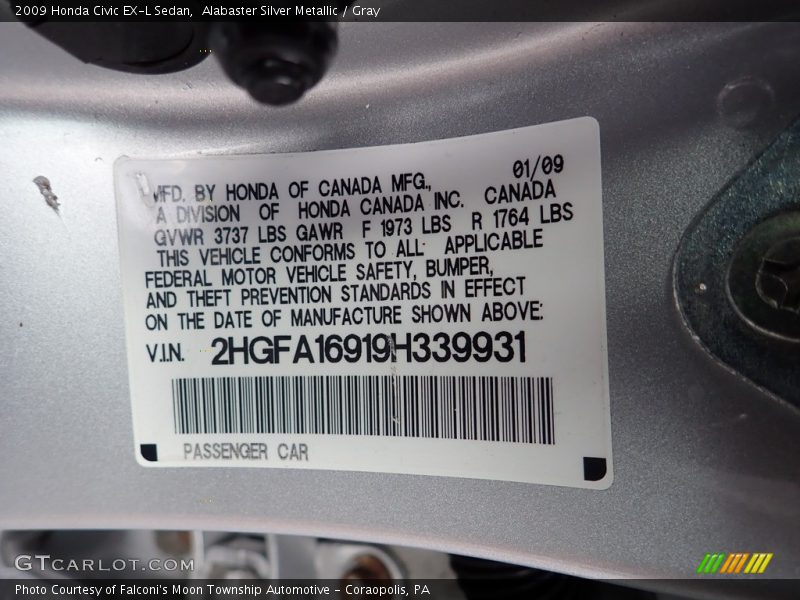 2009 Honda Civic EX-L Sedan, Alabaster Silver Metallic / Gray
01/09
MFD. BY HONDA OF CANADA MFG.,
A DIVISION OF HONDA CANADA INC. CANADA
GVWR 3737 LBS GAWR F 1973 LBS R 1764 LBS
THIS VEHICLE CONFORMS TO ALL APPLICABLE
FEDERAL MOTOR VEHICLE SAFETY, BUMPER,
AND THEFT PREVENTION STANDARDS IN EFFECT
ON THE DATE OF MANUFACTURE SHOWN ABOVE:
V.I.N. 2HGFA16919H339931
PASSENGER CAR
GTCARLOT.COM
Photo Courtesy of Falconi's Moon Township Automotive - Coraopolis, PA